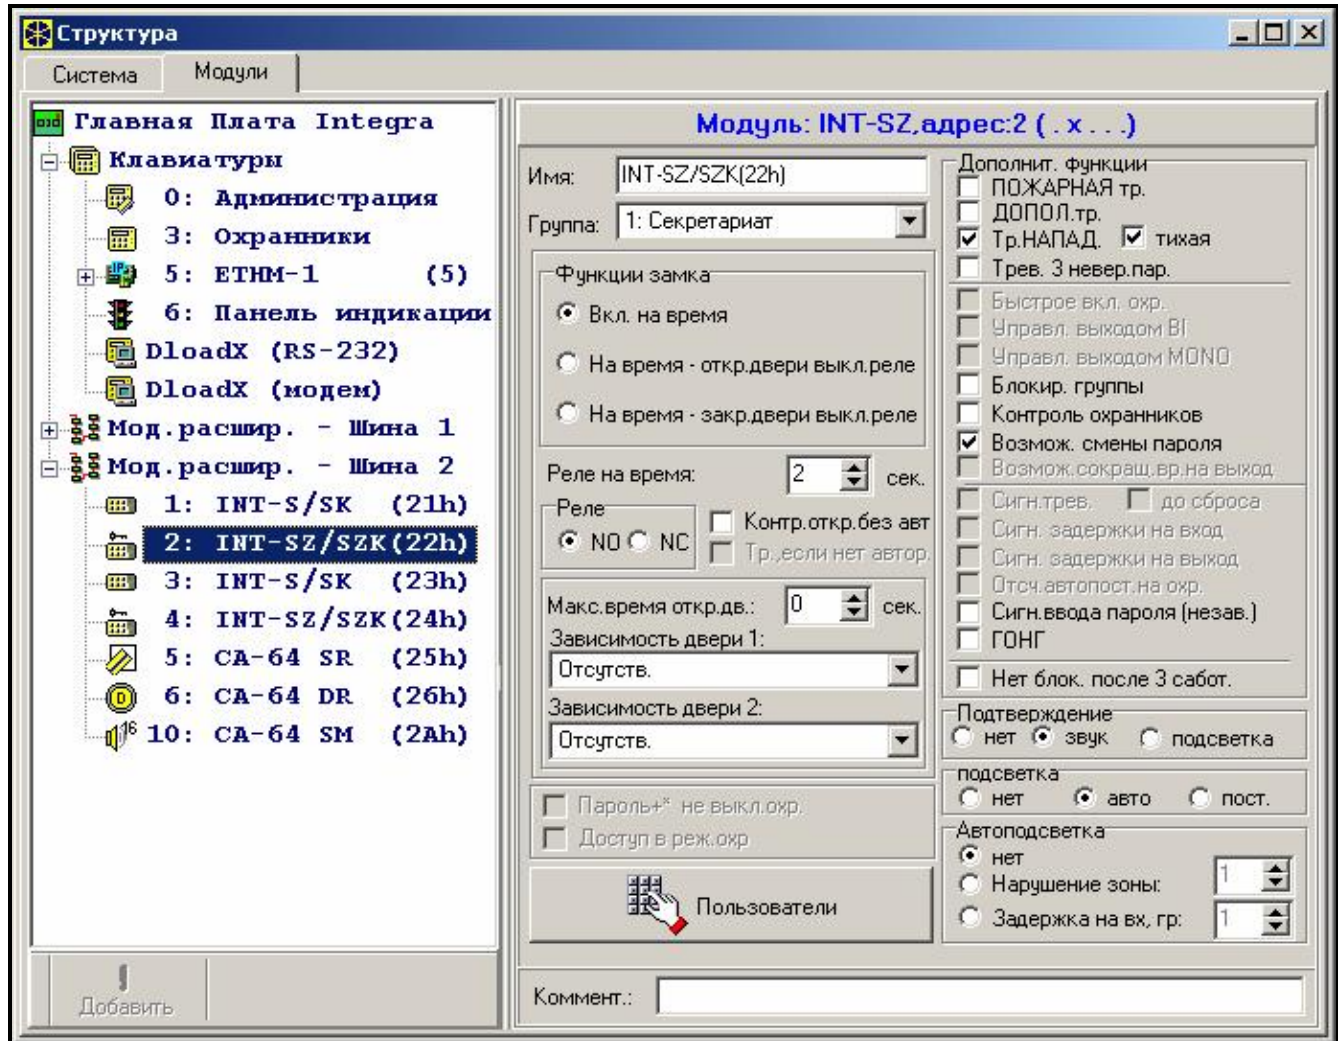 Структура
Система Модули
Главная Плата Integra
Клавиатуры
0: Администрация
3: Охранники
5: ETHM-1 (5)
6: Панель индикации
DloadX (RS-232)
DloadX (модем)
Мод.расшир. - Шина 1
Мод.расшир. - Шина 2
1: INT-S/SK (21h)
2: INT-SZ/SZK(22h)
3: INT-S/SK (23h)
4: INT-SZ/SZK(24h)
5: CA-64 SR (25h)
6: CA-64 DR (26h)
10: CA-64 SM (2Ah)
Добавить
Модуль: INT-SZ,адрес:2 ( . x . . .)
Имя: INT-SZ/SZK(22h)
Группа: 1: Секретариат
Функции замка
Вкл. на время
На время - откр.двери выкл.реле
На время - закр.двери выкл.реле
Реле на время: 2 сек.
Реле
NO NC
Контр.откр.без авт
Тр.,если нет автор.
Макс.время откр.дв.: 0 сек.
Зависимость двери 1:
Отсутств.
Зависимость двери 2:
Отсутств.
Пароль+* не выкл.охр.
Доступ в реж.охр
Пользователи
Дополнит. функции
ПОЖАРНАЯ тр.
ДОПОЛ.тр.
Тр.НАПАД. тихая
Трев. 3 невер.пар.
Быстрое вкл. охр.
Управл. выходом BI
Управл. выходом MONO
Блокир. группы
Контроль охранников
Возмож. смены пароля
Возмож.сокращ.вр.на выход
Сигн.трев. до сброса
Сигн. задержки на вход
Сигн. задержки на выход
Отсч.автопост.на охр.
Сигн.ввода пароля (незав.)
ГОНГ
Нет блок. после 3 сабот.
Подтверждение
нет звук подсветка
подсветка
нет авто пост.
Автоподсветка
нет
Нарушение зоны: 1
Задержка на вх, гр: 1
Коммент.: